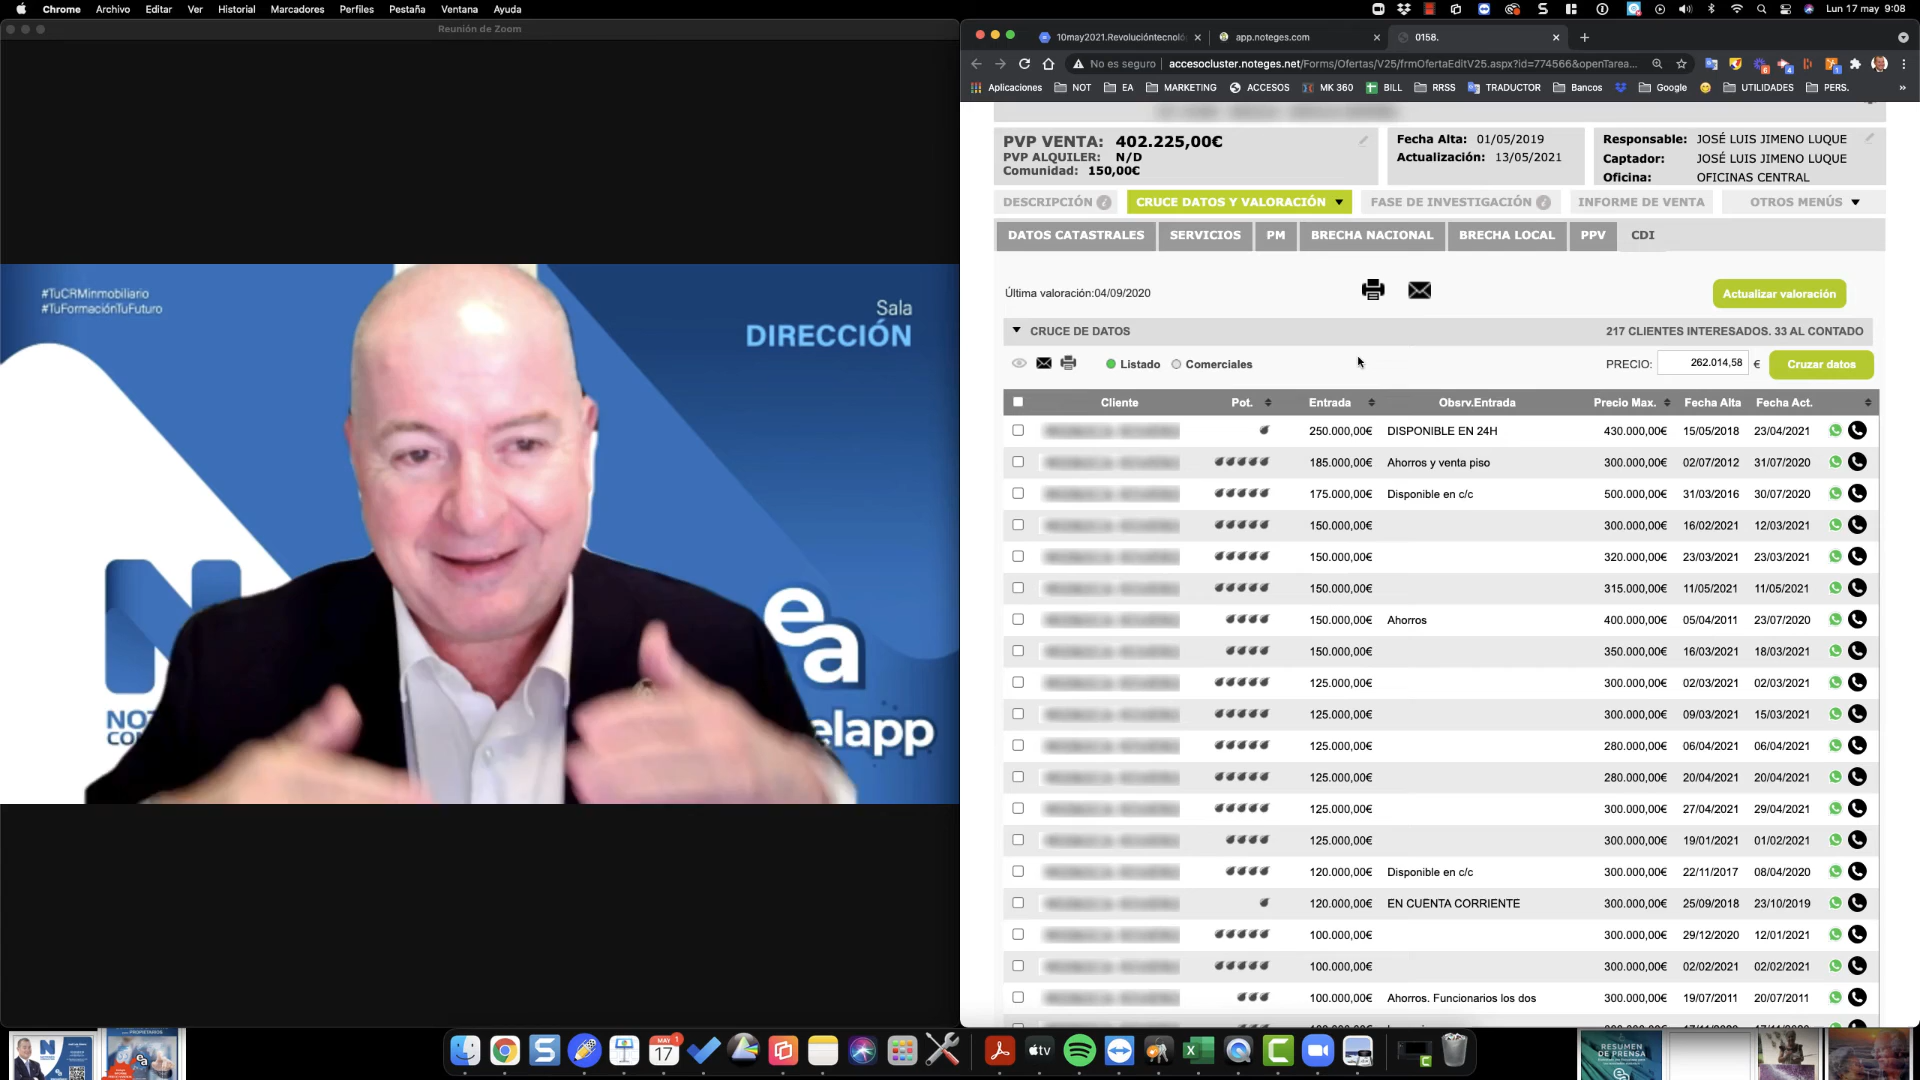 Chrome Archivo Editar Ver Historial Marcadores Perfiles Pestaña Ventana Ayuda
Lun 17 may 9:08
Reunión de Zoom
10may2021.Revolucióntecnoló
app.noteges.com
0158.
No es seguro | accesocluster.noteges.net/Forms/Ofertas/V25/frmOfertaEditV25.aspx?id=774566&openTarea...
Aplicaciones NOT EA MARKETING ACCESOS MK 360 BILL RRSS TRADUCTOR Bancos Google UTILIDADES PERS. »
PVP VENTA: 402.225,00€
PVP ALQUILER: N/D
Comunidad: 150,00€
Fecha Alta: 01/05/2019
Actualización: 13/05/2021
Responsable: JOSÉ LUIS JIMENO LUQUE
Captador: JOSÉ LUIS JIMENO LUQUE
Oficina: OFICINAS CENTRAL
DESCRIPCIÓN CRUCE DATOS Y VALORACIÓN FASE DE INVESTIGACIÓN INFORME DE VENTA OTROS MENÚS
DATOS CATASTRALES SERVICIOS PM BRECHA NACIONAL BRECHA LOCAL PPV CDI
Última valoración:04/09/2020
Actualizar valoración
CRUCE DE DATOS 217 CLIENTES INTERESADOS. 33 AL CONTADO
Listado Comerciales PRECIO: 262.014,58 € Cruzar datos
Cliente Pot. Entrada Obsrv.Entrada Precio Max. Fecha Alta Fecha Act.
250.000,00€ DISPONIBLE EN 24H 430.000,00€ 15/05/2018 23/04/2021
185.000,00€ Ahorros y venta piso 300.000,00€ 02/07/2012 31/07/2020
175.000,00€ Disponible en c/c 500.000,00€ 31/03/2016 30/07/2020
150.000,00€ 300.000,00€ 16/02/2021 12/03/2021
150.000,00€ 320.000,00€ 23/03/2021 23/03/2021
150.000,00€ 315.000,00€ 11/05/2021 11/05/2021
150.000,00€ Ahorros 400.000,00€ 05/04/2011 23/07/2020
150.000,00€ 350.000,00€ 16/03/2021 18/03/2021
125.000,00€ 300.000,00€ 02/03/2021 02/03/2021
125.000,00€ 300.000,00€ 09/03/2021 15/03/2021
125.000,00€ 280.000,00€ 06/04/2021 06/04/2021
125.000,00€ 280.000,00€ 20/04/2021 20/04/2021
125.000,00€ 300.000,00€ 27/04/2021 29/04/2021
125.000,00€ 300.000,00€ 19/01/2021 01/02/2021
120.000,00€ Disponible en c/c 300.000,00€ 22/11/2017 08/04/2020
120.000,00€ EN CUENTA CORRIENTE 300.000,00€ 25/09/2018 23/10/2019
100.000,00€ 300.000,00€ 29/12/2020 12/01/2021
100.000,00€ 300.000,00€ 02/02/2021 02/02/2021
100.000,00€ Ahorros. Funcionarios los dos 300.000,00€ 19/07/2011 20/07/2011
#TuCRMinmobiliario
#TuFormaciónTuFuturo
Sala
DIRECCIÓN
N
ea
elapp
MAY
17
1
tv
RESUMEN
DE PRENSA